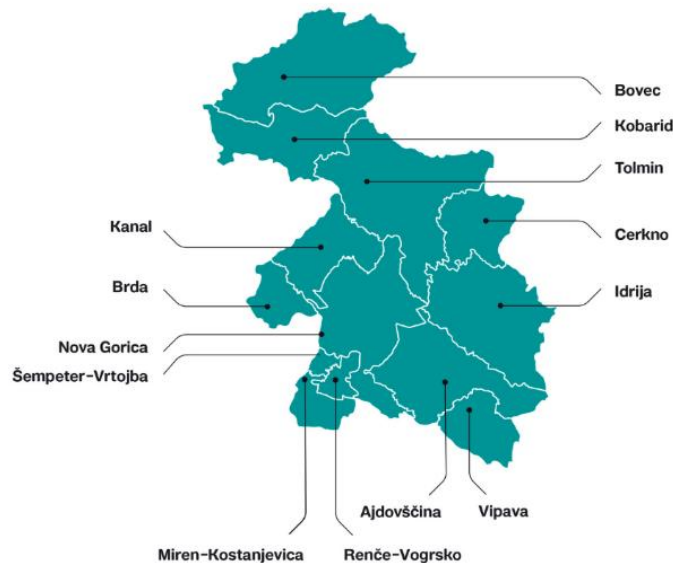 Bovec
Kobarid
Tolmin
Kanal
Cerkno
Brda
Idrija
Nova Gorica
Šempeter-Vrtojba
Ajdovščina
Vipava
Miren-Kostanjevica
Renče-Vogrsko